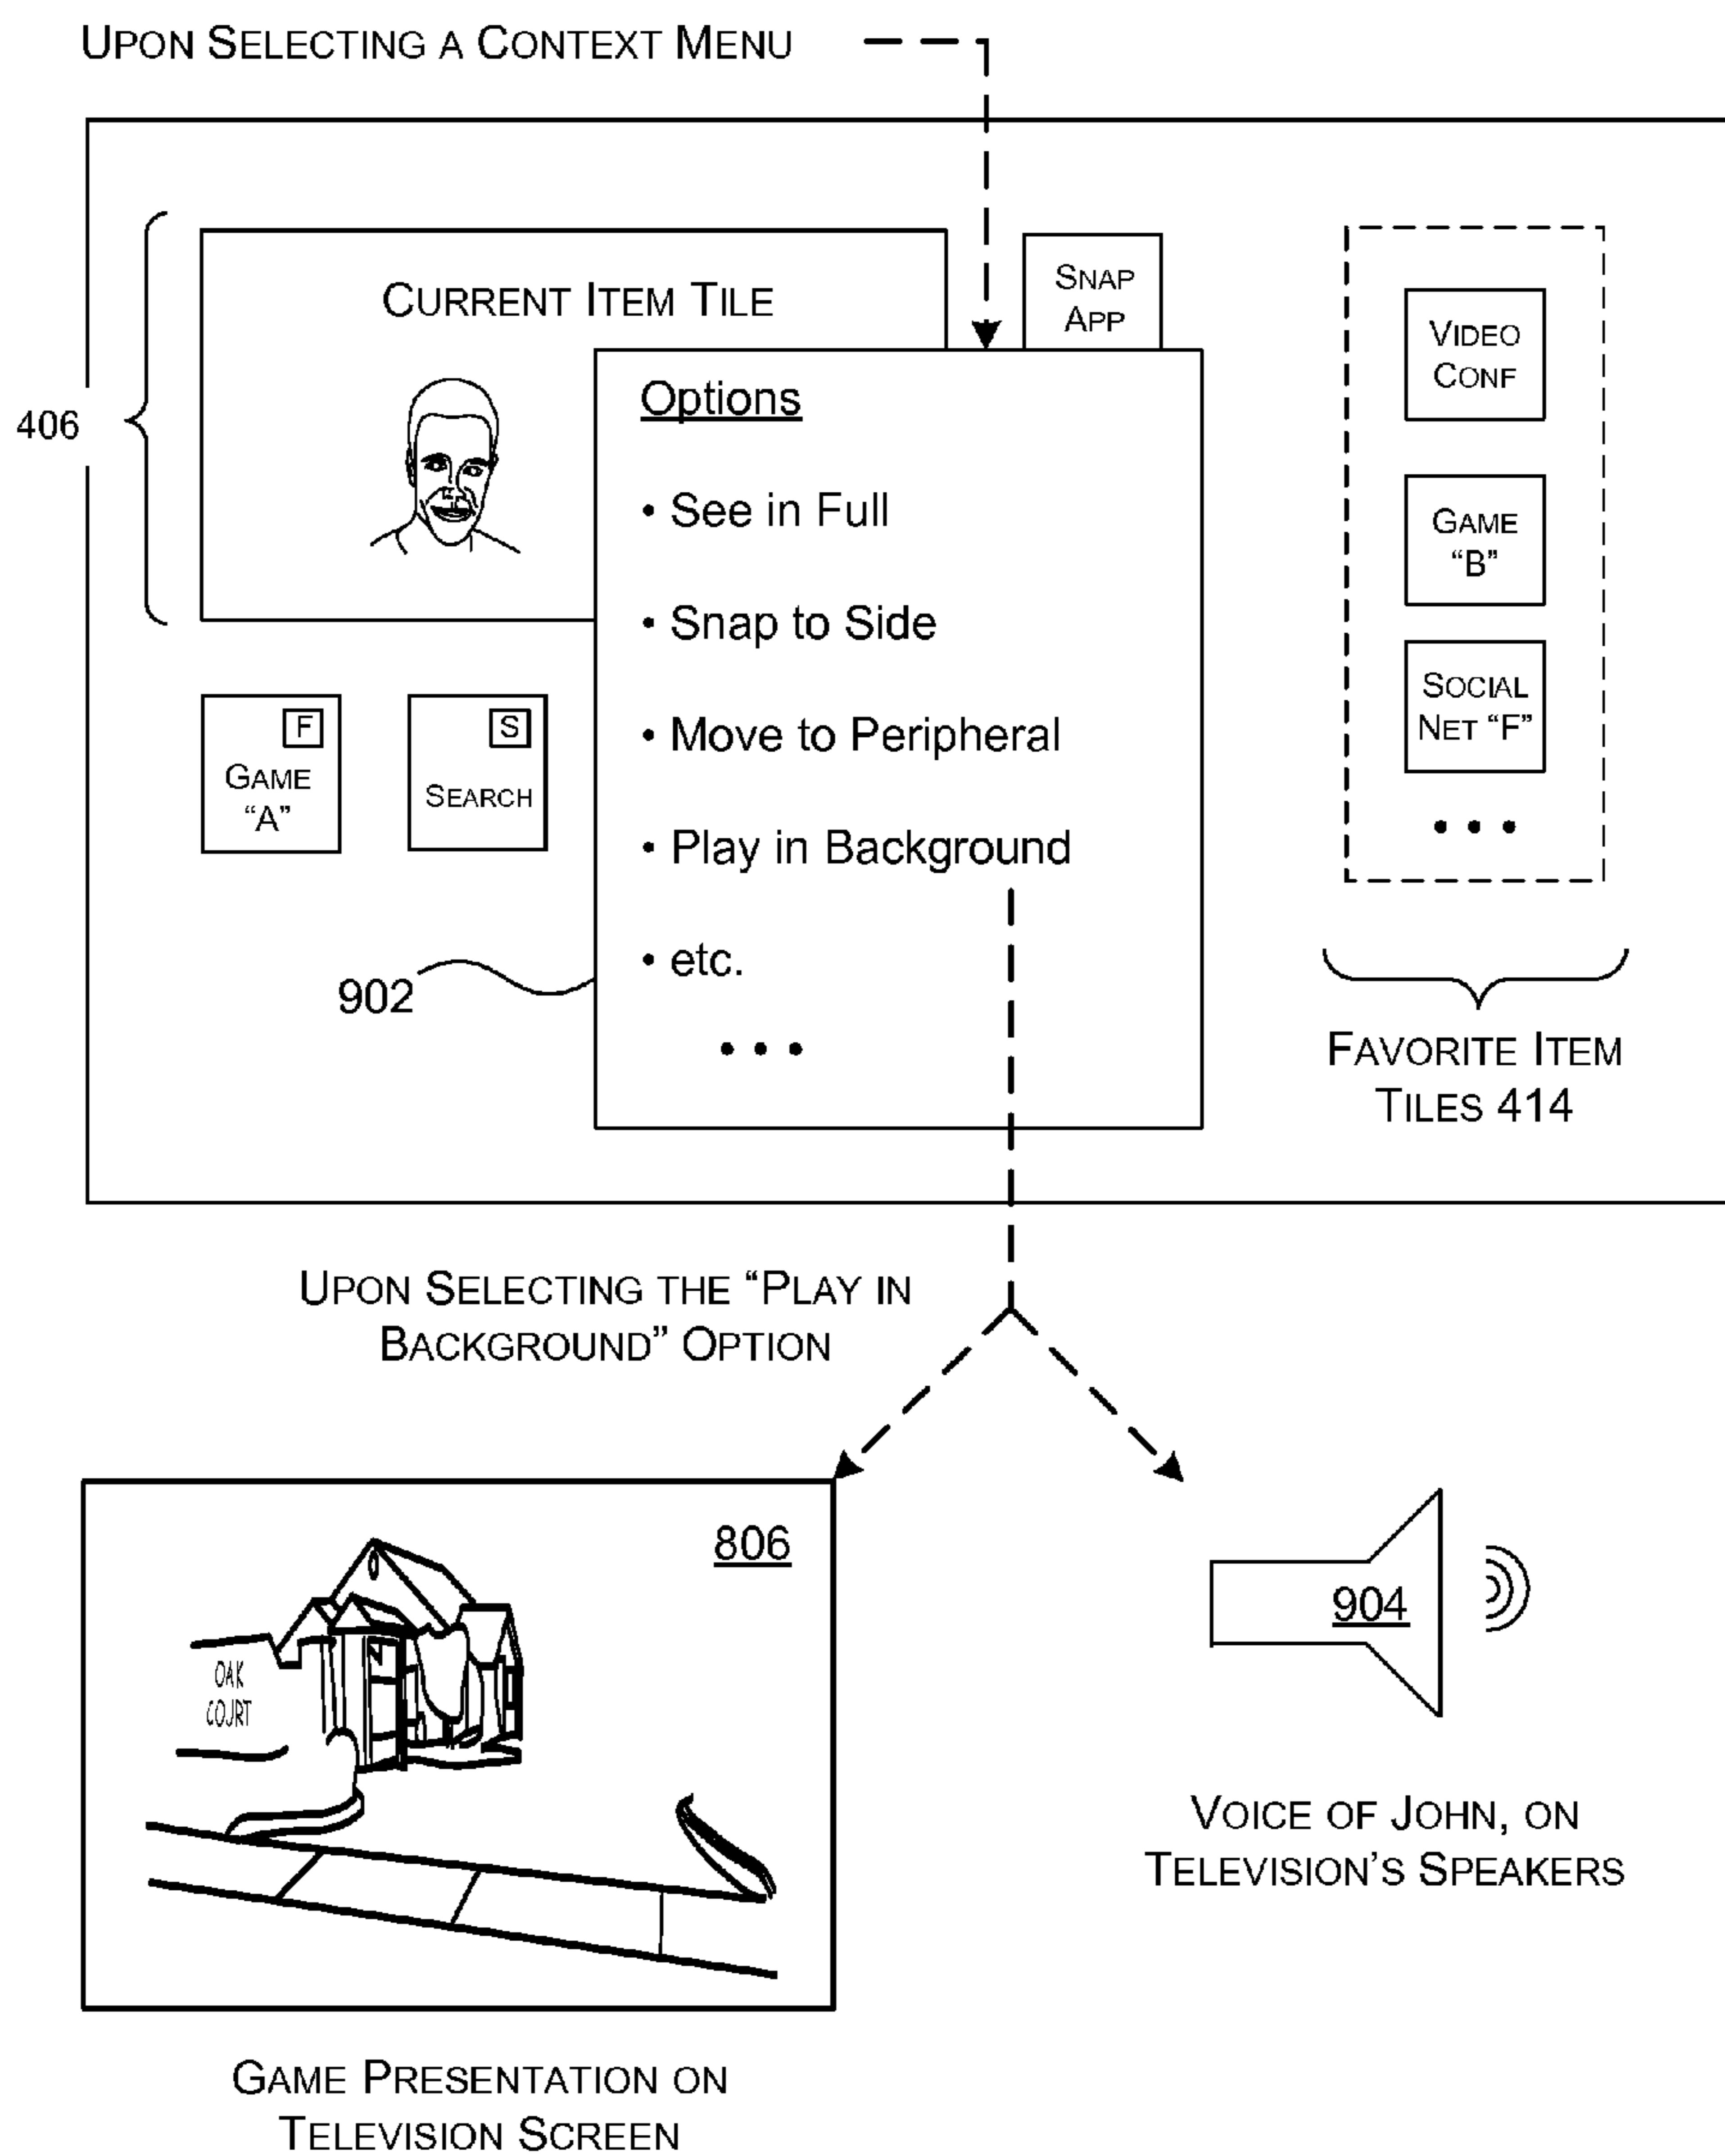 UPON SELECTING A CONTEXT MENU
406
CURRENT ITEM TILE
SNAP
APP
Options
• See in Full
• Snap to Side
• Move to Peripheral
• Play in Background
• etc.
• • •
F
GAME
“A”
S
SEARCH
902
VIDEO
CONF
GAME
“B”
SOCIAL
NET “F”
• • •
FAVORITE ITEM
TILES 414
UPON SELECTING THE “PLAY IN
BACKGROUND” OPTION
806
OAK
COURT
904
GAME PRESENTATION ON
TELEVISION SCREEN
VOICE OF JOHN, ON
TELEVISION’S SPEAKERS